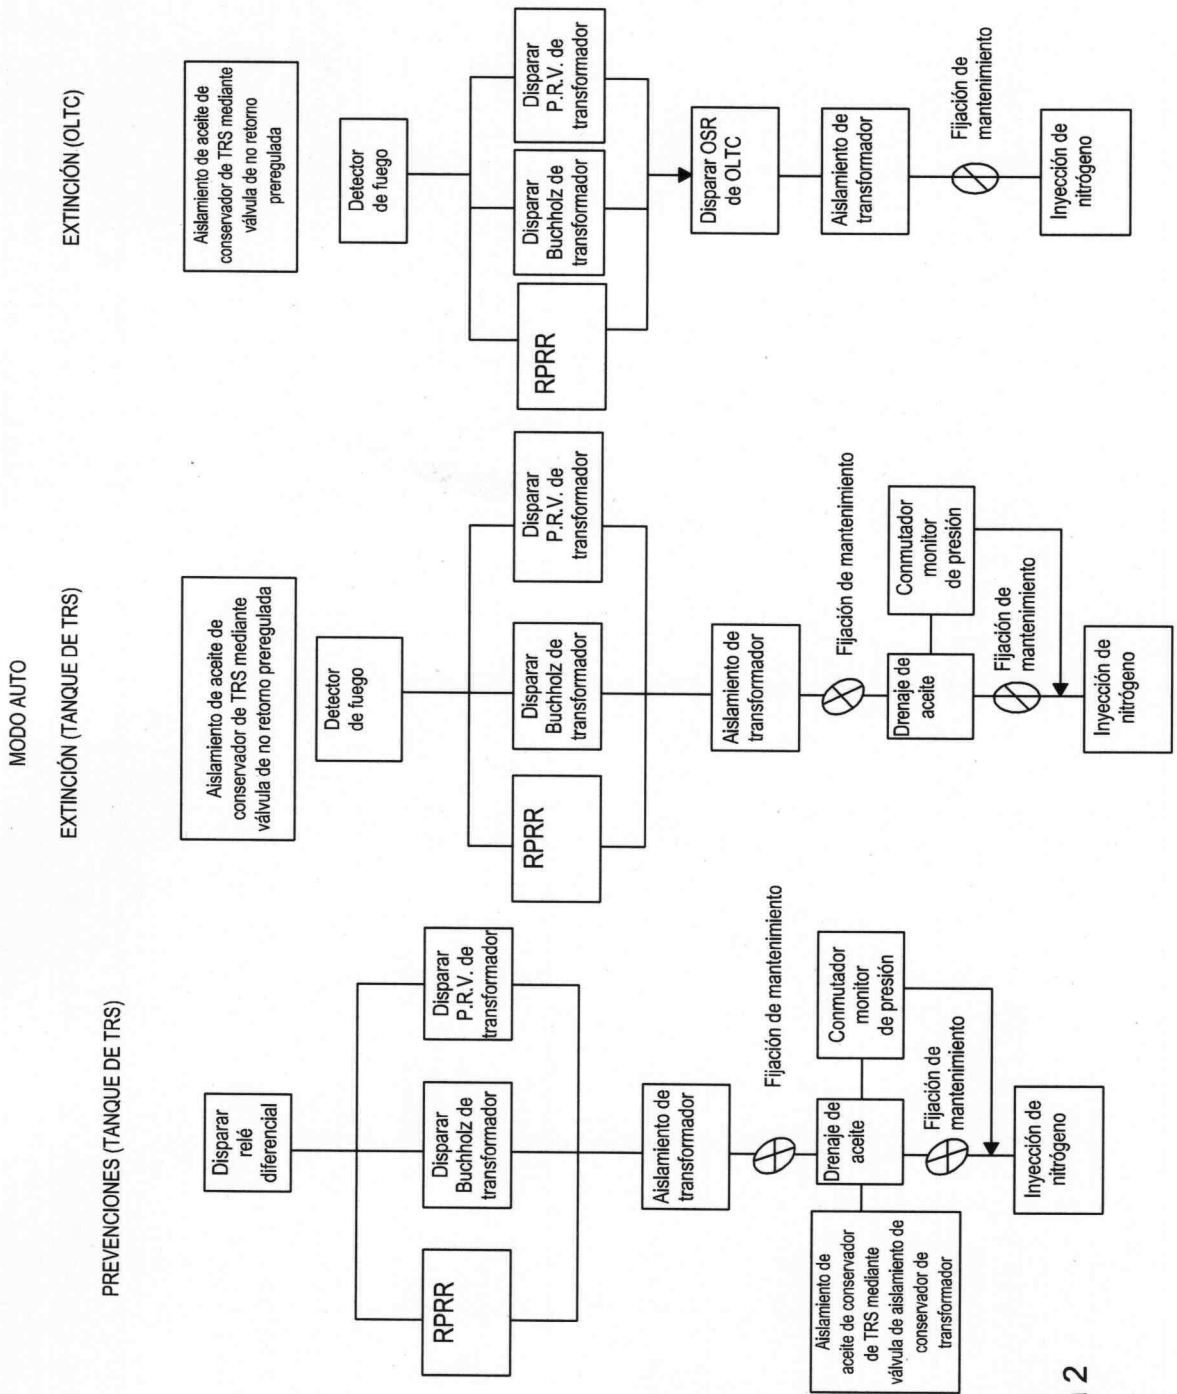 MODO AUTO
PREVENCIONES (TANQUE DE TRS)
Disparar
relé
diferencial
RPRR
Disparar
Buchholz de
transformador
Disparar
P.R.V. de
transformador
Aislamiento de
transformador
Fijación de mantenimiento
Aislamiento de
aceite de conservador
de TRS mediante
válvula de aislamiento de
conservador de
transformador
Drenaje de
aceite
Conmutador
monitor
de presión
Fijación de
mantenimiento
Inyección de
nitrógeno
EXTINCIÓN (TANQUE DE TRS)
Aislamiento de aceite de
conservador de TRS mediante
válvula de no retorno preregulada
Detector
de fuego
RPRR
Disparar
Buchholz de
transformador
Disparar
P.R.V. de
transformador
Aislamiento de
transformador
Fijación de mantenimiento
Drenaje de
aceite
Conmutador
monitor
de presión
Fijación de
mantenimiento
Inyección de
nitrógeno
EXTINCIÓN (OLTC)
Aislamiento de aceite de
conservador de TRS mediante
válvula de no retorno
preregulada
Detector
de fuego
RPRR
Disparar
Buchholz de
transformador
Disparar
P.R.V. de
transformador
Disparar OSR
de OLTC
Aislamiento de
transformador
Fijación de
mantenimiento
Inyección de
nitrógeno